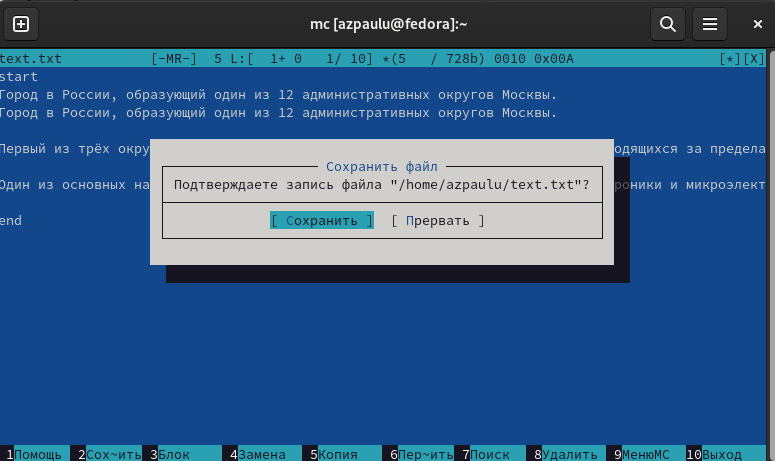 mc [azpaulu@fedora]:~
text.txt [-MR-] 5 L:[ 1+ 0 1/ 10] *(5 / 728b) 0010 0x00A [*][X]
start
Город в России, образующий один из 12 административных округов Москвы.
Город в России, образующий один из 12 административных округов Москвы.
Первый из трёх окру одящихся за предела
Сохранить файл
Подтверждаете запись файла "/home/azpaulu/text.txt"?
Один из основных на роники и микроэлект
[ Сохранить ] [ Прервать ]
end
1Помощь 2Сох~ить 3Блок 4Замена 5Копия 6Пер~ить 7Поиск 8Удалить 9МенюMC 10Выход